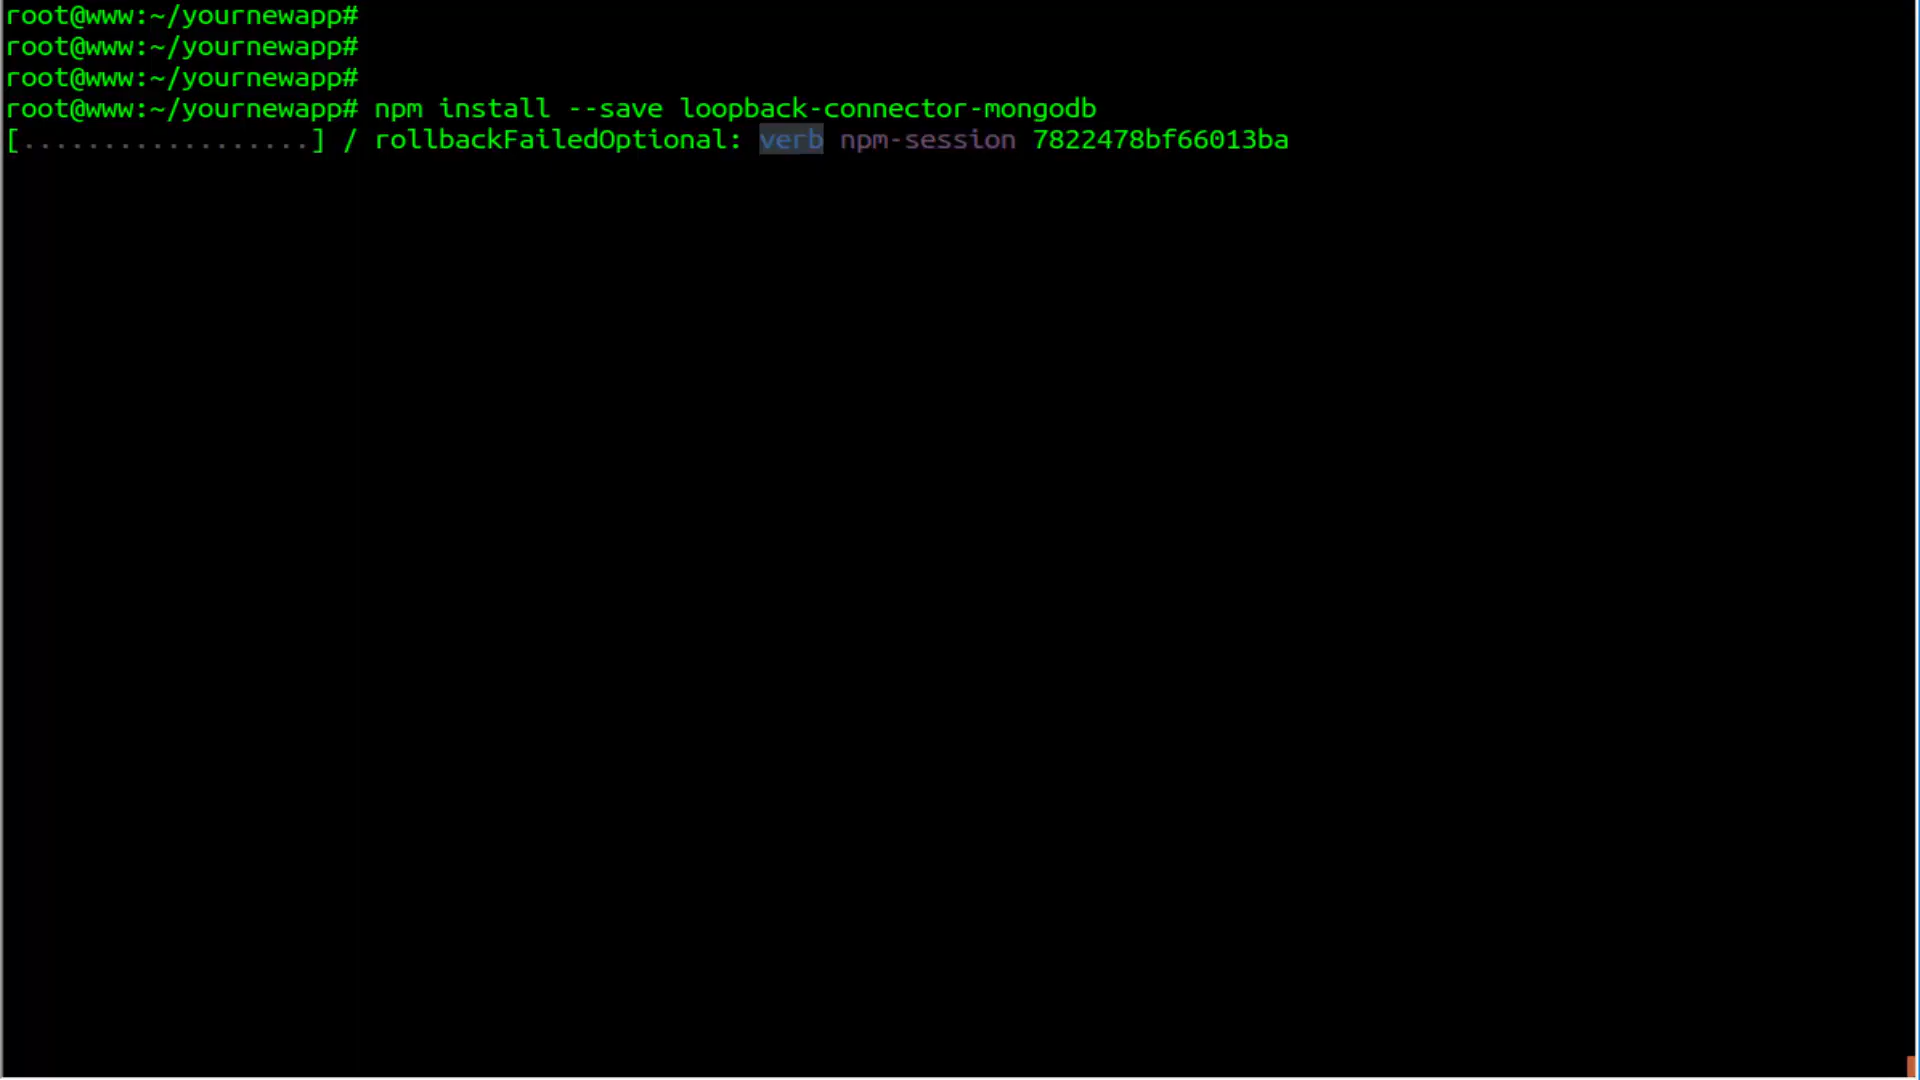 root@www:~/yournewapp#
root@www:~/yournewapp#
root@www:~/yournewapp#
root@www:~/yournewapp# npm install --save loopback-connector-mongodb
[..................] / rollbackFailedOptional: verb npm-session 7822478bf66013ba